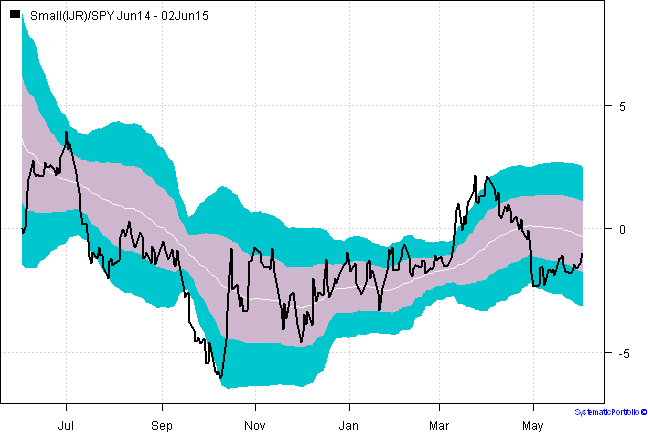 Small(IJR)/SPY Jun14 - 02Jun15
5
0
-5
Jul Sep Nov Jan Mar May
SystematicPortfolio ©